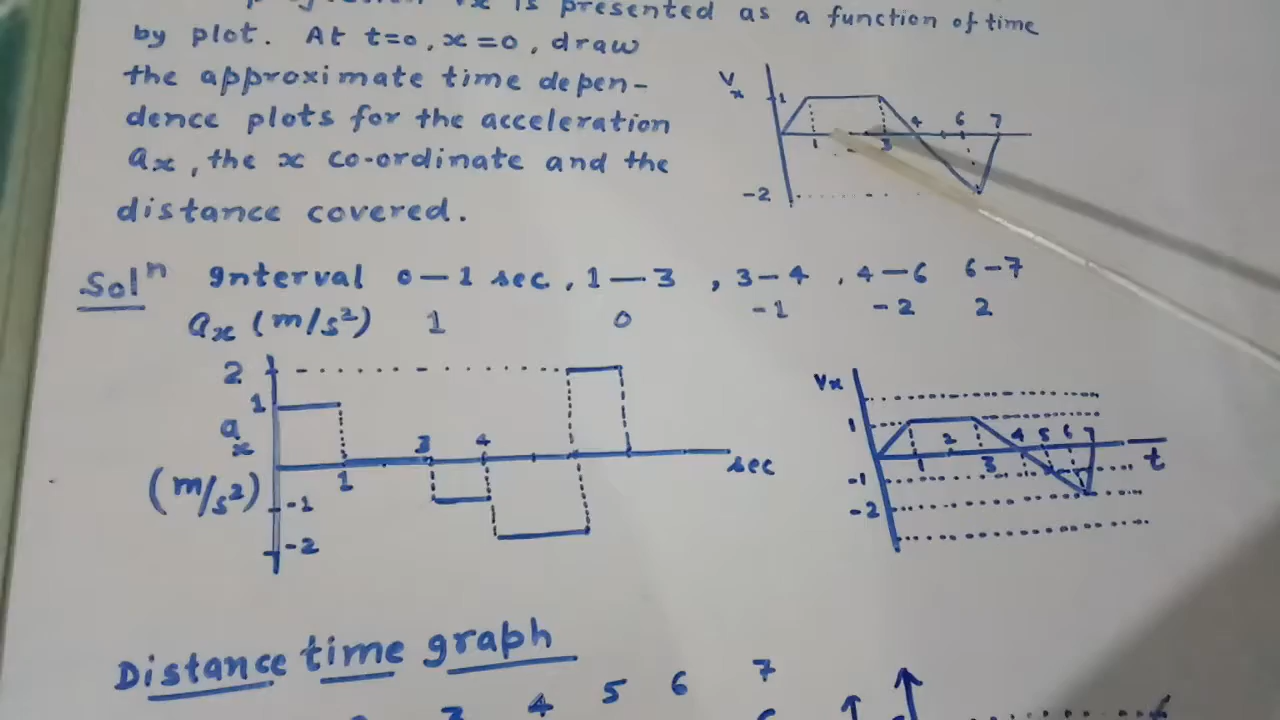 Vx is presented as a function of time
by plot. At t=0, x=0, draw
the approximate time depen-
dence plots for the acceleration
ax, the x co-ordinate and the
distance covered.
Vx
1
1
3
4
6
7
-2
Solⁿ Interval 0–1 sec, 1–3, 3–4, 4–6 6–7
ax (m/s²) 1 0 -1 -2 2
2
1
ax
(m/s²)
-1
-2
1
3
4
sec
Vx
1
-1
-2
1
2
3
4
5
6
7
t
Distance time graph
4 5 6 7